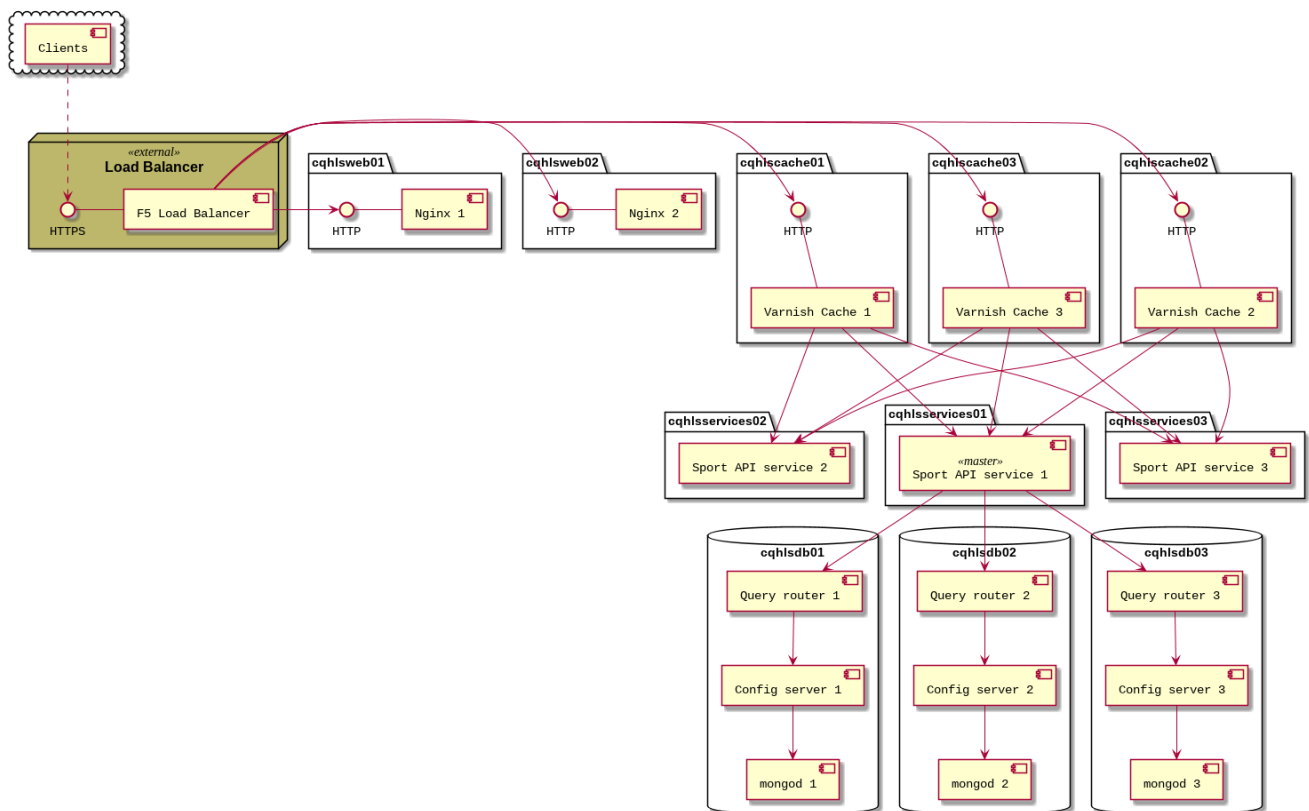 Clients
«external»
Load Balancer
F5 Load Balancer
HTTPS
cqhlsweb01
Nginx 1
HTTP
cqhlsweb02
Nginx 2
HTTP
cqhlscache01
HTTP
Varnish Cache 1
cqhlscache03
HTTP
Varnish Cache 3
cqhlscache02
HTTP
Varnish Cache 2
cqhlsservices02
Sport API service 2
cqhlsservices01
«master»
Sport API service 1
cqhlsservices03
Sport API service 3
cqhlsdb01
Query router 1
Config server 1
mongod 1
cqhlsdb02
Query router 2
Config server 2
mongod 2
cqhlsdb03
Query router 3
Config server 3
mongod 3